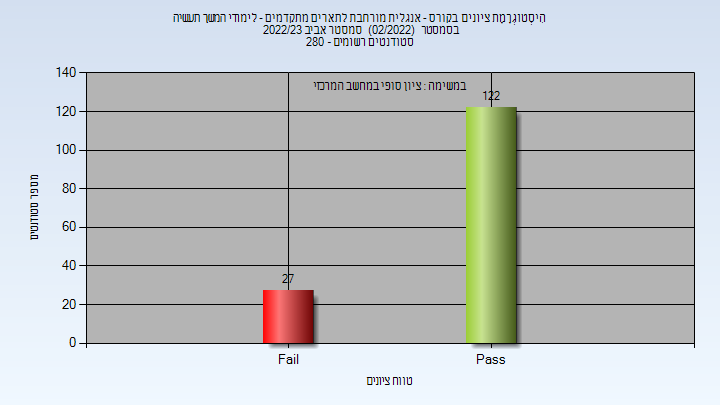 היסטוגרמת ציונים בקורס - אנגלית מורחבת לתארים מתקדמים - לימודי המשך תעשיה
בסמסטר (02/2022) סמסטר אביב 2022/23
סטודנטים רשומים - 280
במשימה : ציון סופי במחשב המרכזי
140
120
100
80
60
40
20
0
מספר סטודנטים
122
27
Fail
Pass
טווח ציונים